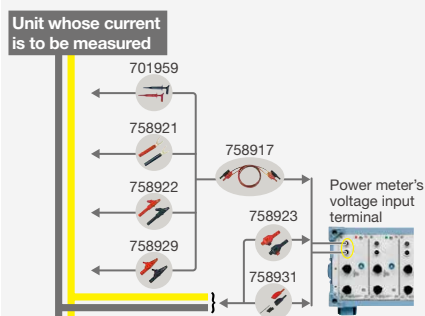 Unit whose current
is to be measured
701959
758921
758917
758922
Power meter's
voltage input
terminal
758923
758929
758931